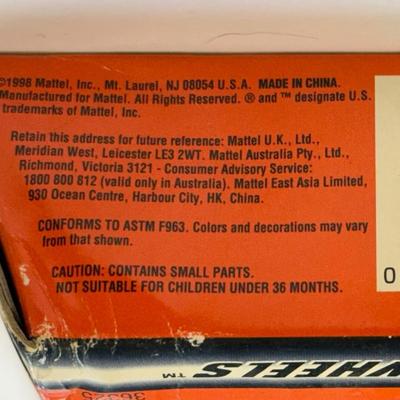 ©1998 Mattel, Inc., Mt. Laurel, NJ 08054 U.S.A. MADE IN CHINA.
Manufactured for Mattel. All Rights Reserved. ® and ™ designate U.S.
trademarks of Mattel, Inc.
Retain this address for future reference: Mattel U.K., Ltd.,
Meridian West, Leicester LE3 2WT. Mattel Australia Pty., Ltd.,
Richmond, Victoria 3121 - Consumer Advisory Service:
1800 800 812 (valid only in Australia). Mattel East Asia Limited,
930 Ocean Centre, Harbour City, HK, China.
CONFORMS TO ASTM F963. Colors and decorations may vary
from that shown.
CAUTION: CONTAINS SMALL PARTS.
NOT SUITABLE FOR CHILDREN UNDER 36 MONTHS.
0
WHEELS™